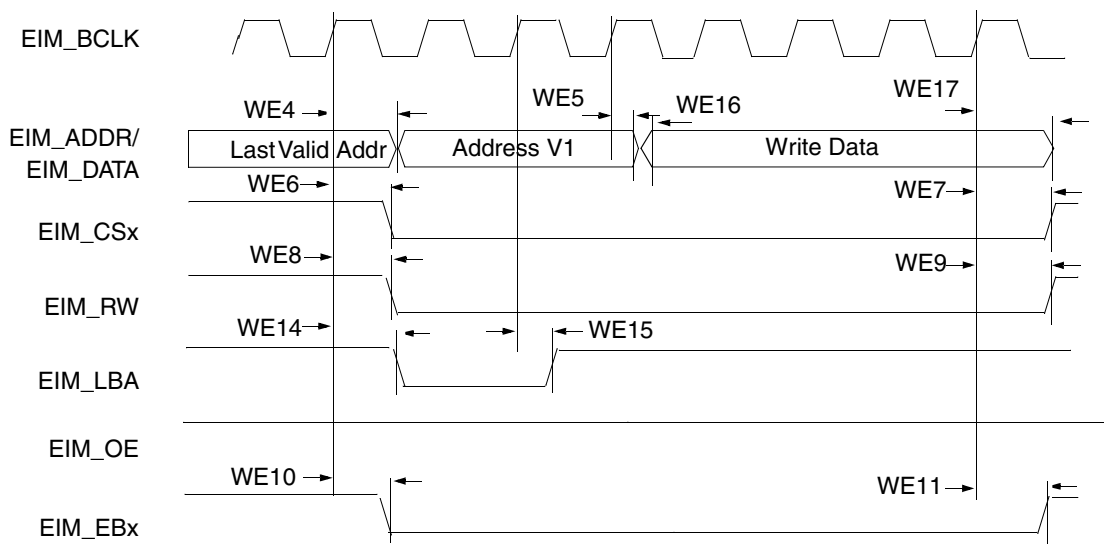 EIM_BCLK
WE4
WE5
WE16
WE17
EIM_ADDR/
EIM_DATA
Last Valid Addr
Address V1
Write Data
WE6
WE7
EIM_CSx
WE8
WE9
EIM_RW
WE14
WE15
EIM_LBA
EIM_OE
WE10
WE11
EIM_EBx